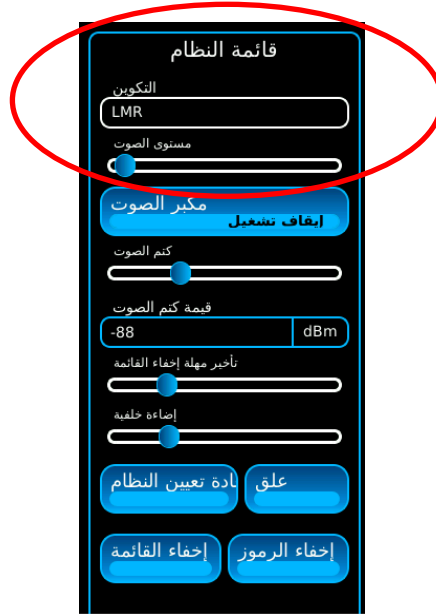 قائمة النظام
التكوين
LMR
مستوى الصوت
مكبر الصوت
إيقاف تشغيل
كتم الصوت
قيمة كتم الصوت
-88 dBm
تأخير مهلة إخفاء القائمة
إضاءة خلفية
ادة تعيين النظام علق
إخفاء القائمة إخفاء الرموز